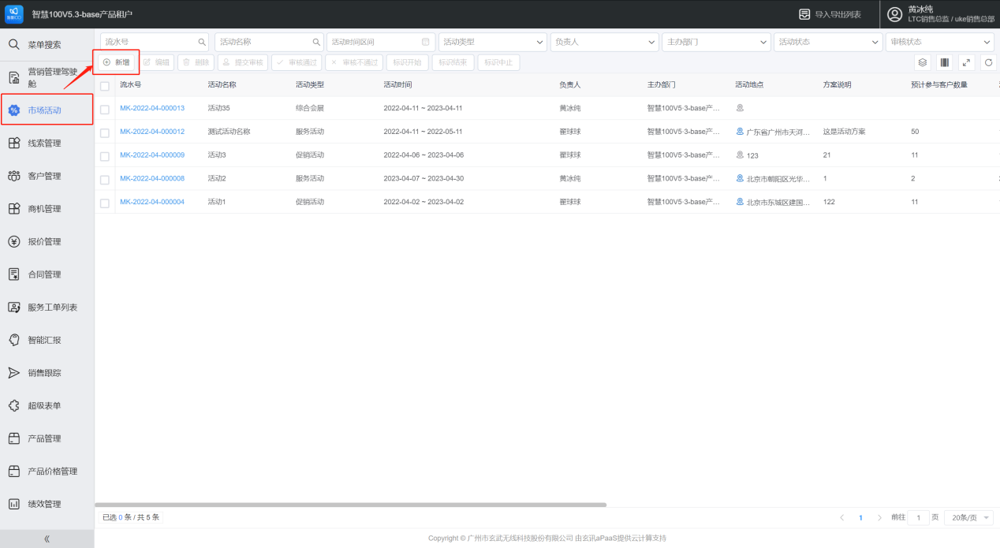 智慧100V5.3-base产品租户
导入导出列表
黄冰纯
LTC销售总监 / uke销售总部
菜单搜索
营销管理驾驶舱
市场活动
线索管理
客户管理
商机管理
报价管理
合同管理
服务工单列表
智能汇报
销售跟踪
超级表单
产品管理
产品价格管理
绩效管理
流水号 活动名称 活动时间区间 活动类型 负责人 主办部门 活动状态 审核状态
新增 编辑 删除 提交审核 审核通过 审核不通过 标识开始 标识结束 标识中止
流水号 活动名称 活动类型 活动时间 负责人 主办部门 活动地点 方案说明 预计参与客户数量
MK-2022-04-000013 活动35 综合会展 2022-04-11 ~ 2023-04-11 黄冰纯 智慧100V5·3-base产...
MK-2022-04-000012 测试活动名称 服务活动 2022-04-11 ~ 2022-05-11 翟球球 智慧100V5·3-base产... 广东省广州市天河... 这是活动方案 50
MK-2022-04-000009 活动3 促销活动 2022-04-06 ~ 2023-04-06 翟球球 智慧100V5·3-base产... 123 21 11
MK-2022-04-000008 活动2 服务活动 2023-04-07 ~ 2023-04-30 黄冰纯 智慧100V5·3-base产... 北京市朝阳区光华... 1 2
MK-2022-04-000004 活动1 促销活动 2022-04-02 ~ 2023-04-02 翟球球 智慧100V5·3-base产... 北京市东城区建国... 122 11
已选 0 条 / 共 5 条
1 前往 1 页 20条/页
Copyright © 广州市玄武无线科技股份有限公司 由玄讯aPaaS提供云计算支持